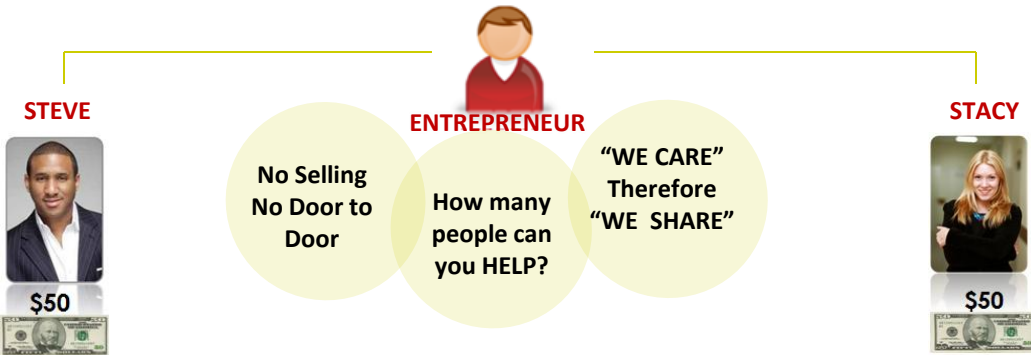 STEVE
ENTREPRENEUR
STACY
No Selling
No Door to
Door
How many
people can
you HELP?
“WE CARE”
Therefore
“WE SHARE”
$50
$50